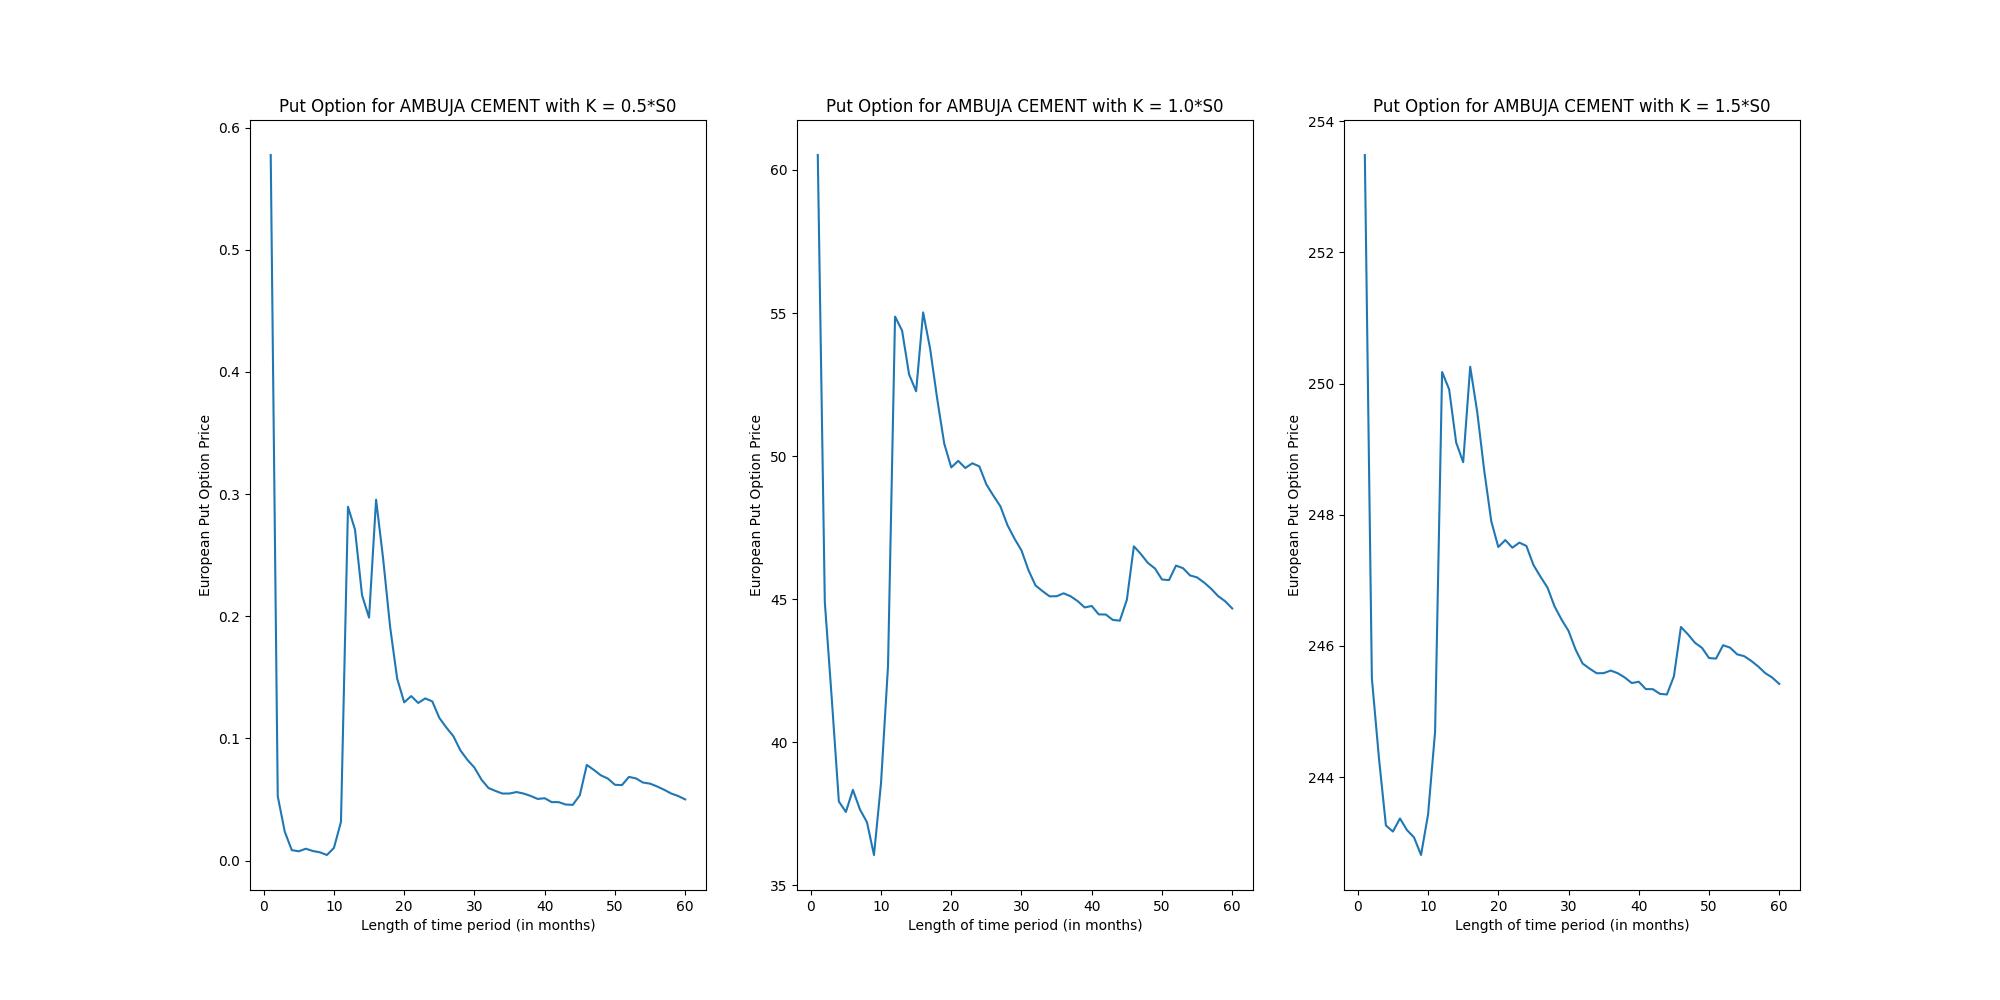 Put Option for AMBUJA CEMENT with K = 0.5*S0
0.6
0.5
0.4
0.3
0.2
0.1
0.0
European Put Option Price
0 10 20 30 40 50 60
Length of time period (in months)
Put Option for AMBUJA CEMENT with K = 1.0*S0
60
55
50
45
40
35
European Put Option Price
0 10 20 30 40 50 60
Length of time period (in months)
Put Option for AMBUJA CEMENT with K = 1.5*S0
254
252
250
248
246
244
European Put Option Price
0 10 20 30 40 50 60
Length of time period (in months)